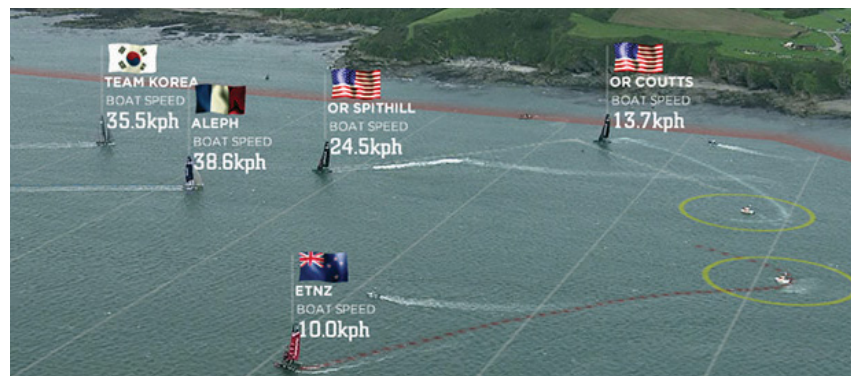 TEAM KOREA
BOAT SPEED
35.5kph
ALEPH
BOAT SPEED
38.6kph
OR SPITHILL
BOAT SPEED
24.5kph
OR COUTTS
BOAT SPEED
13.7kph
ETNZ
BOAT SPEED
10.0kph